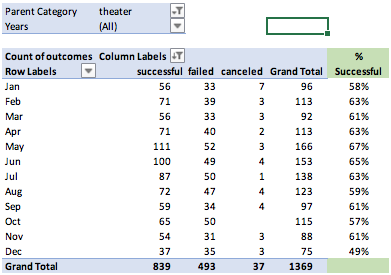 Parent Category theater
Years (All)
Count of outcomes Column Labels %
Row Labels successful failed canceled Grand Total Successful
Jan 56 33 7 96 58%
Feb 71 39 3 113 63%
Mar 56 33 3 92 61%
Apr 71 40 2 113 63%
May 111 52 3 166 67%
Jun 100 49 4 153 65%
Jul 87 50 1 138 63%
Aug 72 47 4 123 59%
Sep 59 34 4 97 61%
Oct 65 50 115 57%
Nov 54 31 3 88 61%
Dec 37 35 3 75 49%
Grand Total 839 493 37 1369